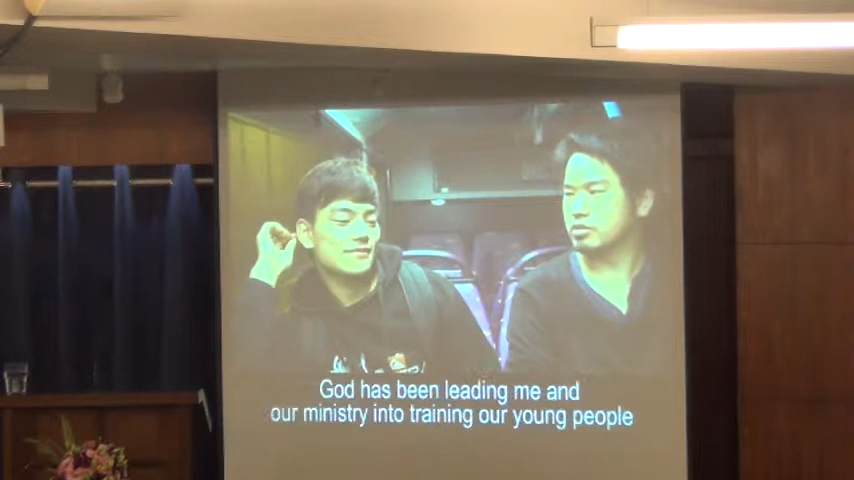 God has been leading me and
our ministry into training our young people